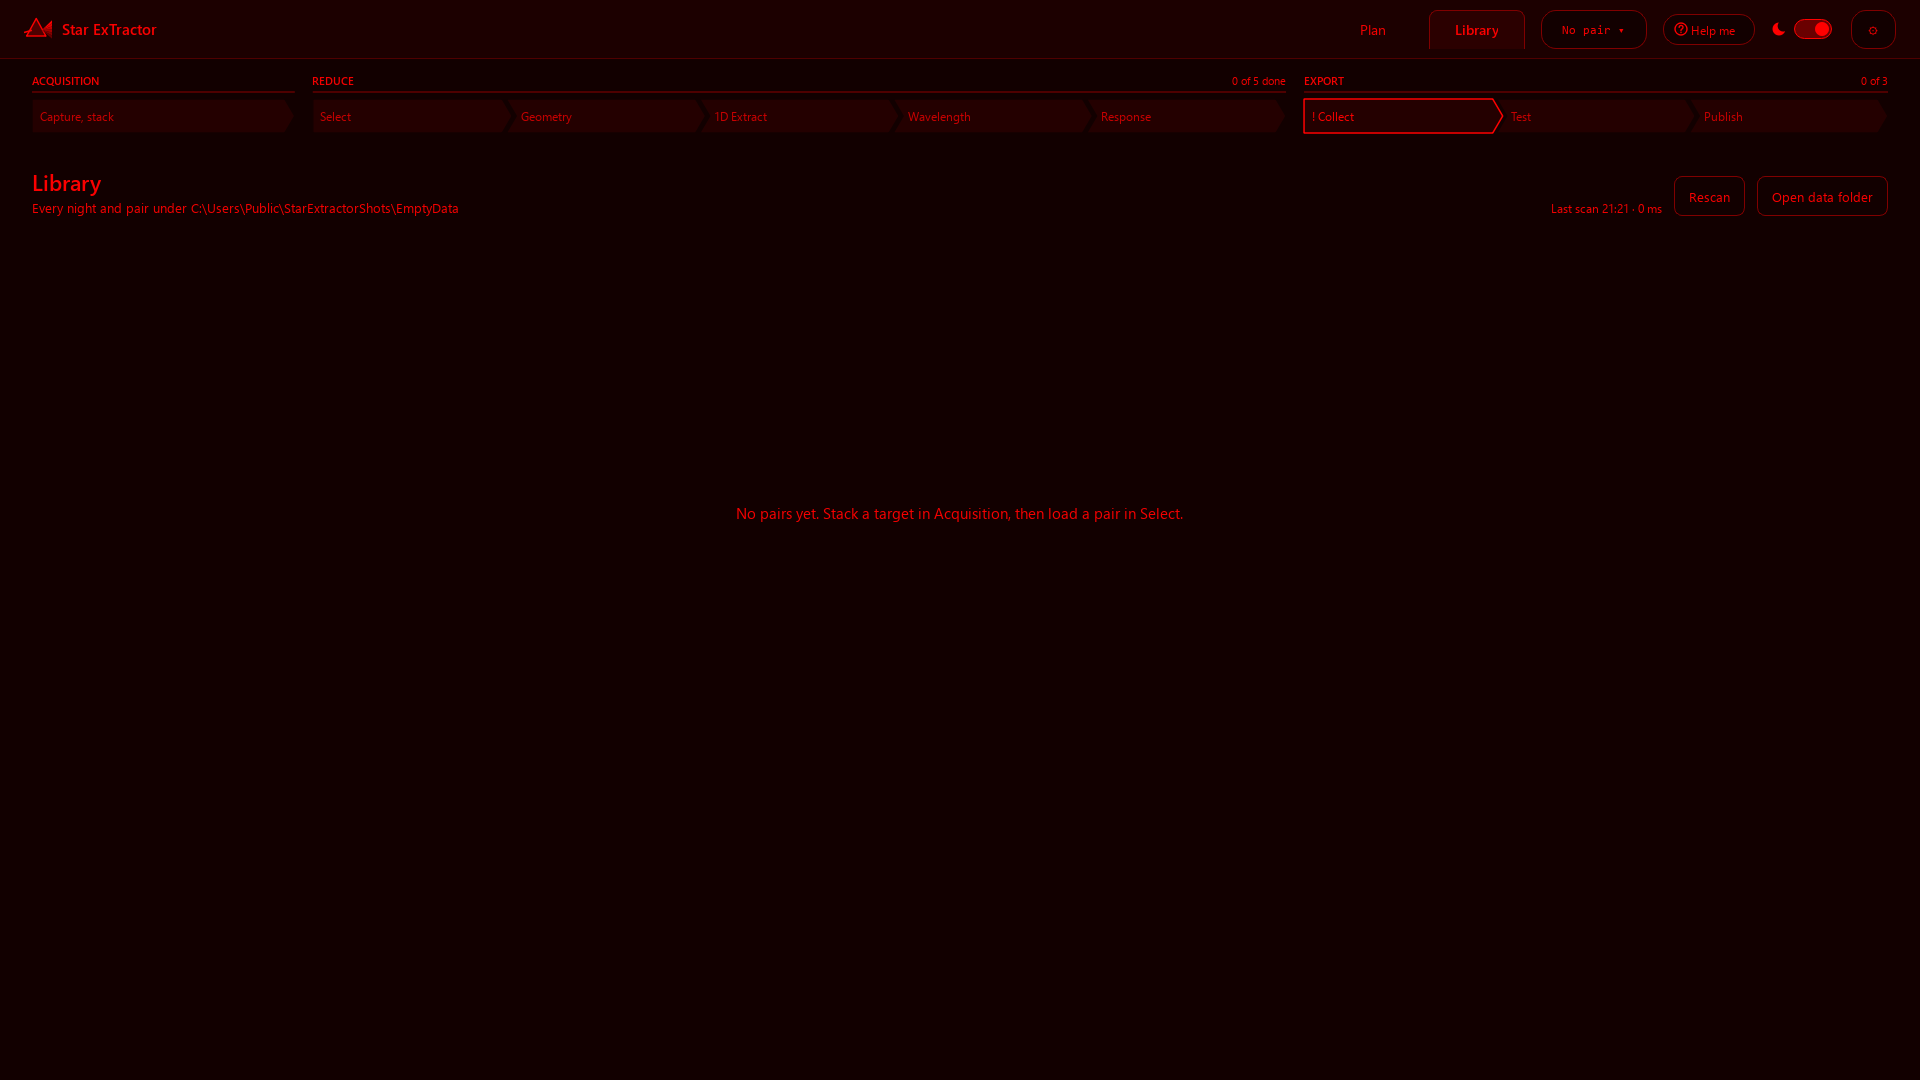 Star ExTractor
Plan
Library
No pair ▾
Help me
ACQUISITION
REDUCE
0 of 5 done
EXPORT
0 of 3
Capture, stack
Select
Geometry
1D Extract
Wavelength
Response
! Collect
Test
Publish
Library
Every night and pair under C:\Users\Public\StarExtractorShots\EmptyData
Last scan 21:21 · 0 ms
Rescan
Open data folder
No pairs yet. Stack a target in Acquisition, then load a pair in Select.